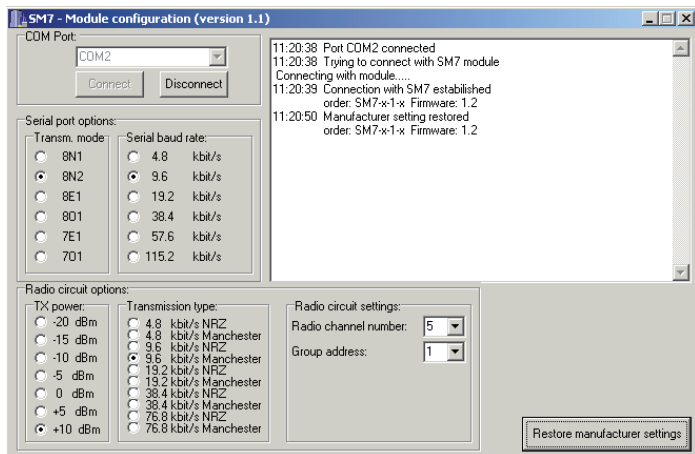 SM7 - Module configuration (version 1.1)
COM Port:
COM2
Connect Disconnect
11:20:38 Port COM2 connected
11:20:38 Trying to connect with SM7 module
Connecting with module.....
11:20:39 Connection with SM7 estabilished
order: SM7-x-1-x Firmware: 1.2
11:20:50 Manufacturer setting restored
order: SM7-x-1-x Firmware: 1.2
Serial port options:
Transm. mode
8N1
8N2
8E1
8O1
7E1
7O1
Serial baud rate:
4.8 kbit/s
9.6 kbit/s
19.2 kbit/s
38.4 kbit/s
57.6 kbit/s
115.2 kbit/s
Radio circuit options:
TX power:
-20 dBm
-15 dBm
-10 dBm
-5 dBm
0 dBm
+5 dBm
+10 dBm
Transmission type:
4.8 kbit/s NRZ
4.8 kbit/s Manchester
9.6 kbit/s NRZ
9.6 kbit/s Manchester
19.2 kbit/s NRZ
19.2 kbit/s Manchester
38.4 kbit/s NRZ
38.4 kbit/s Manchester
76.8 kbit/s NRZ
76.8 kbit/s Manchester
Radio circuit settings:
Radio channel number: 5
Group address: 1
Restore manufacturer settings